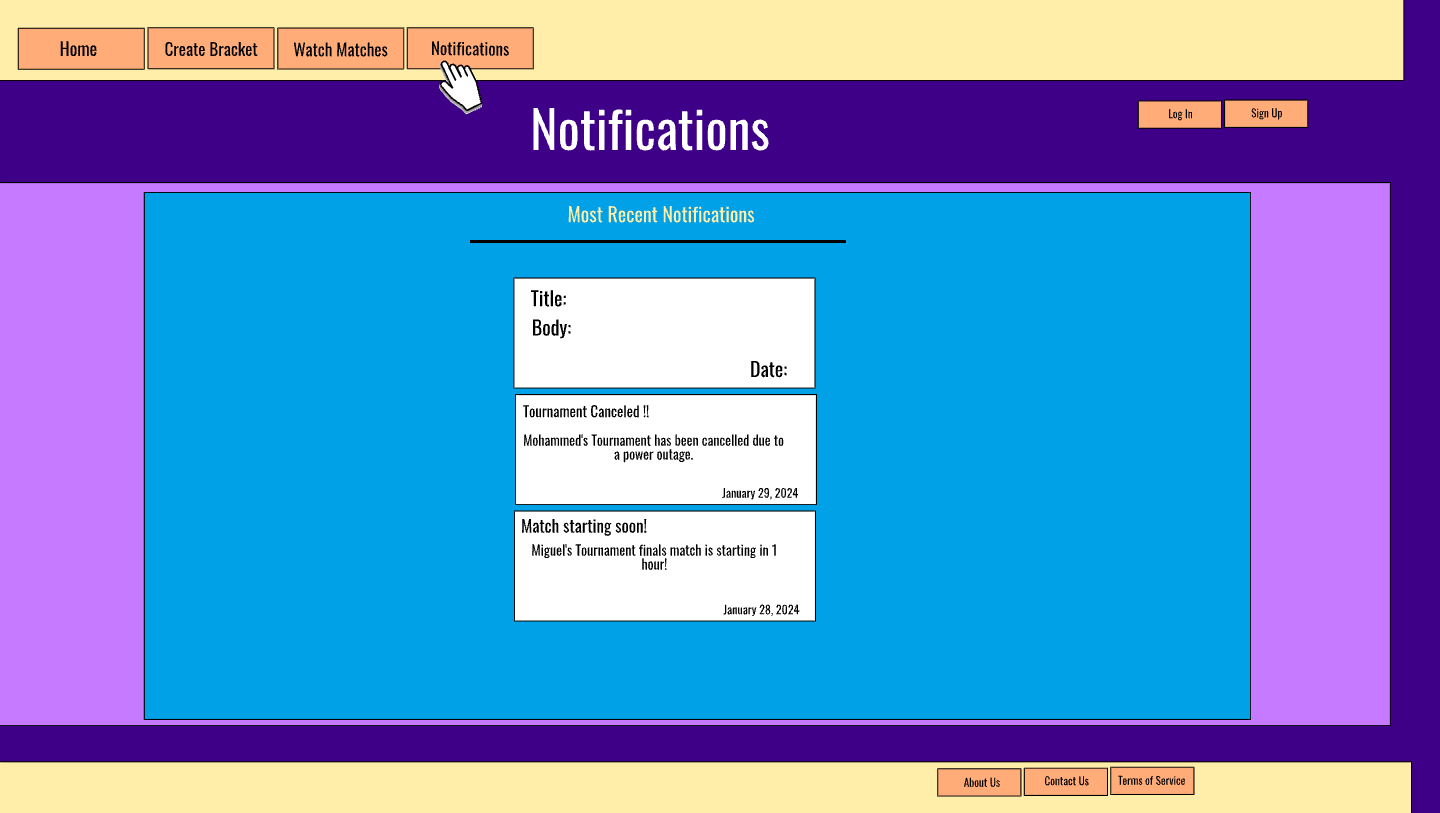 Home
Create Bracket
Watch Matches
Notifications
Notifications
Log In
Sign Up
Most Recent Notifications
Title:
Body:
Date:
Tournament Canceled !!
Mohammed's Tournament has been cancelled due to
a power outage.
January 29, 2024
Match starting soon!
Miguel's Tournament finals match is starting in 1
hour!
January 28, 2024
About Us
Contact Us
Terms of Service